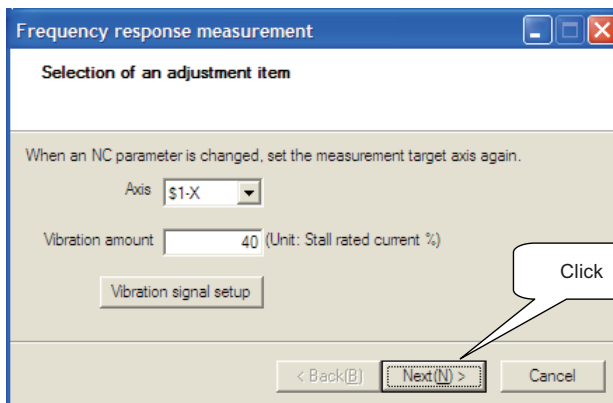 Frequency response measurement
Selection of an adjustment item
When an NC parameter is changed, set the measurement target axis again.
Axis $1-X
Vibration amount 40 (Unit: Stall rated current %)
Vibration signal setup
Click
< Back(B) Next(N) > Cancel